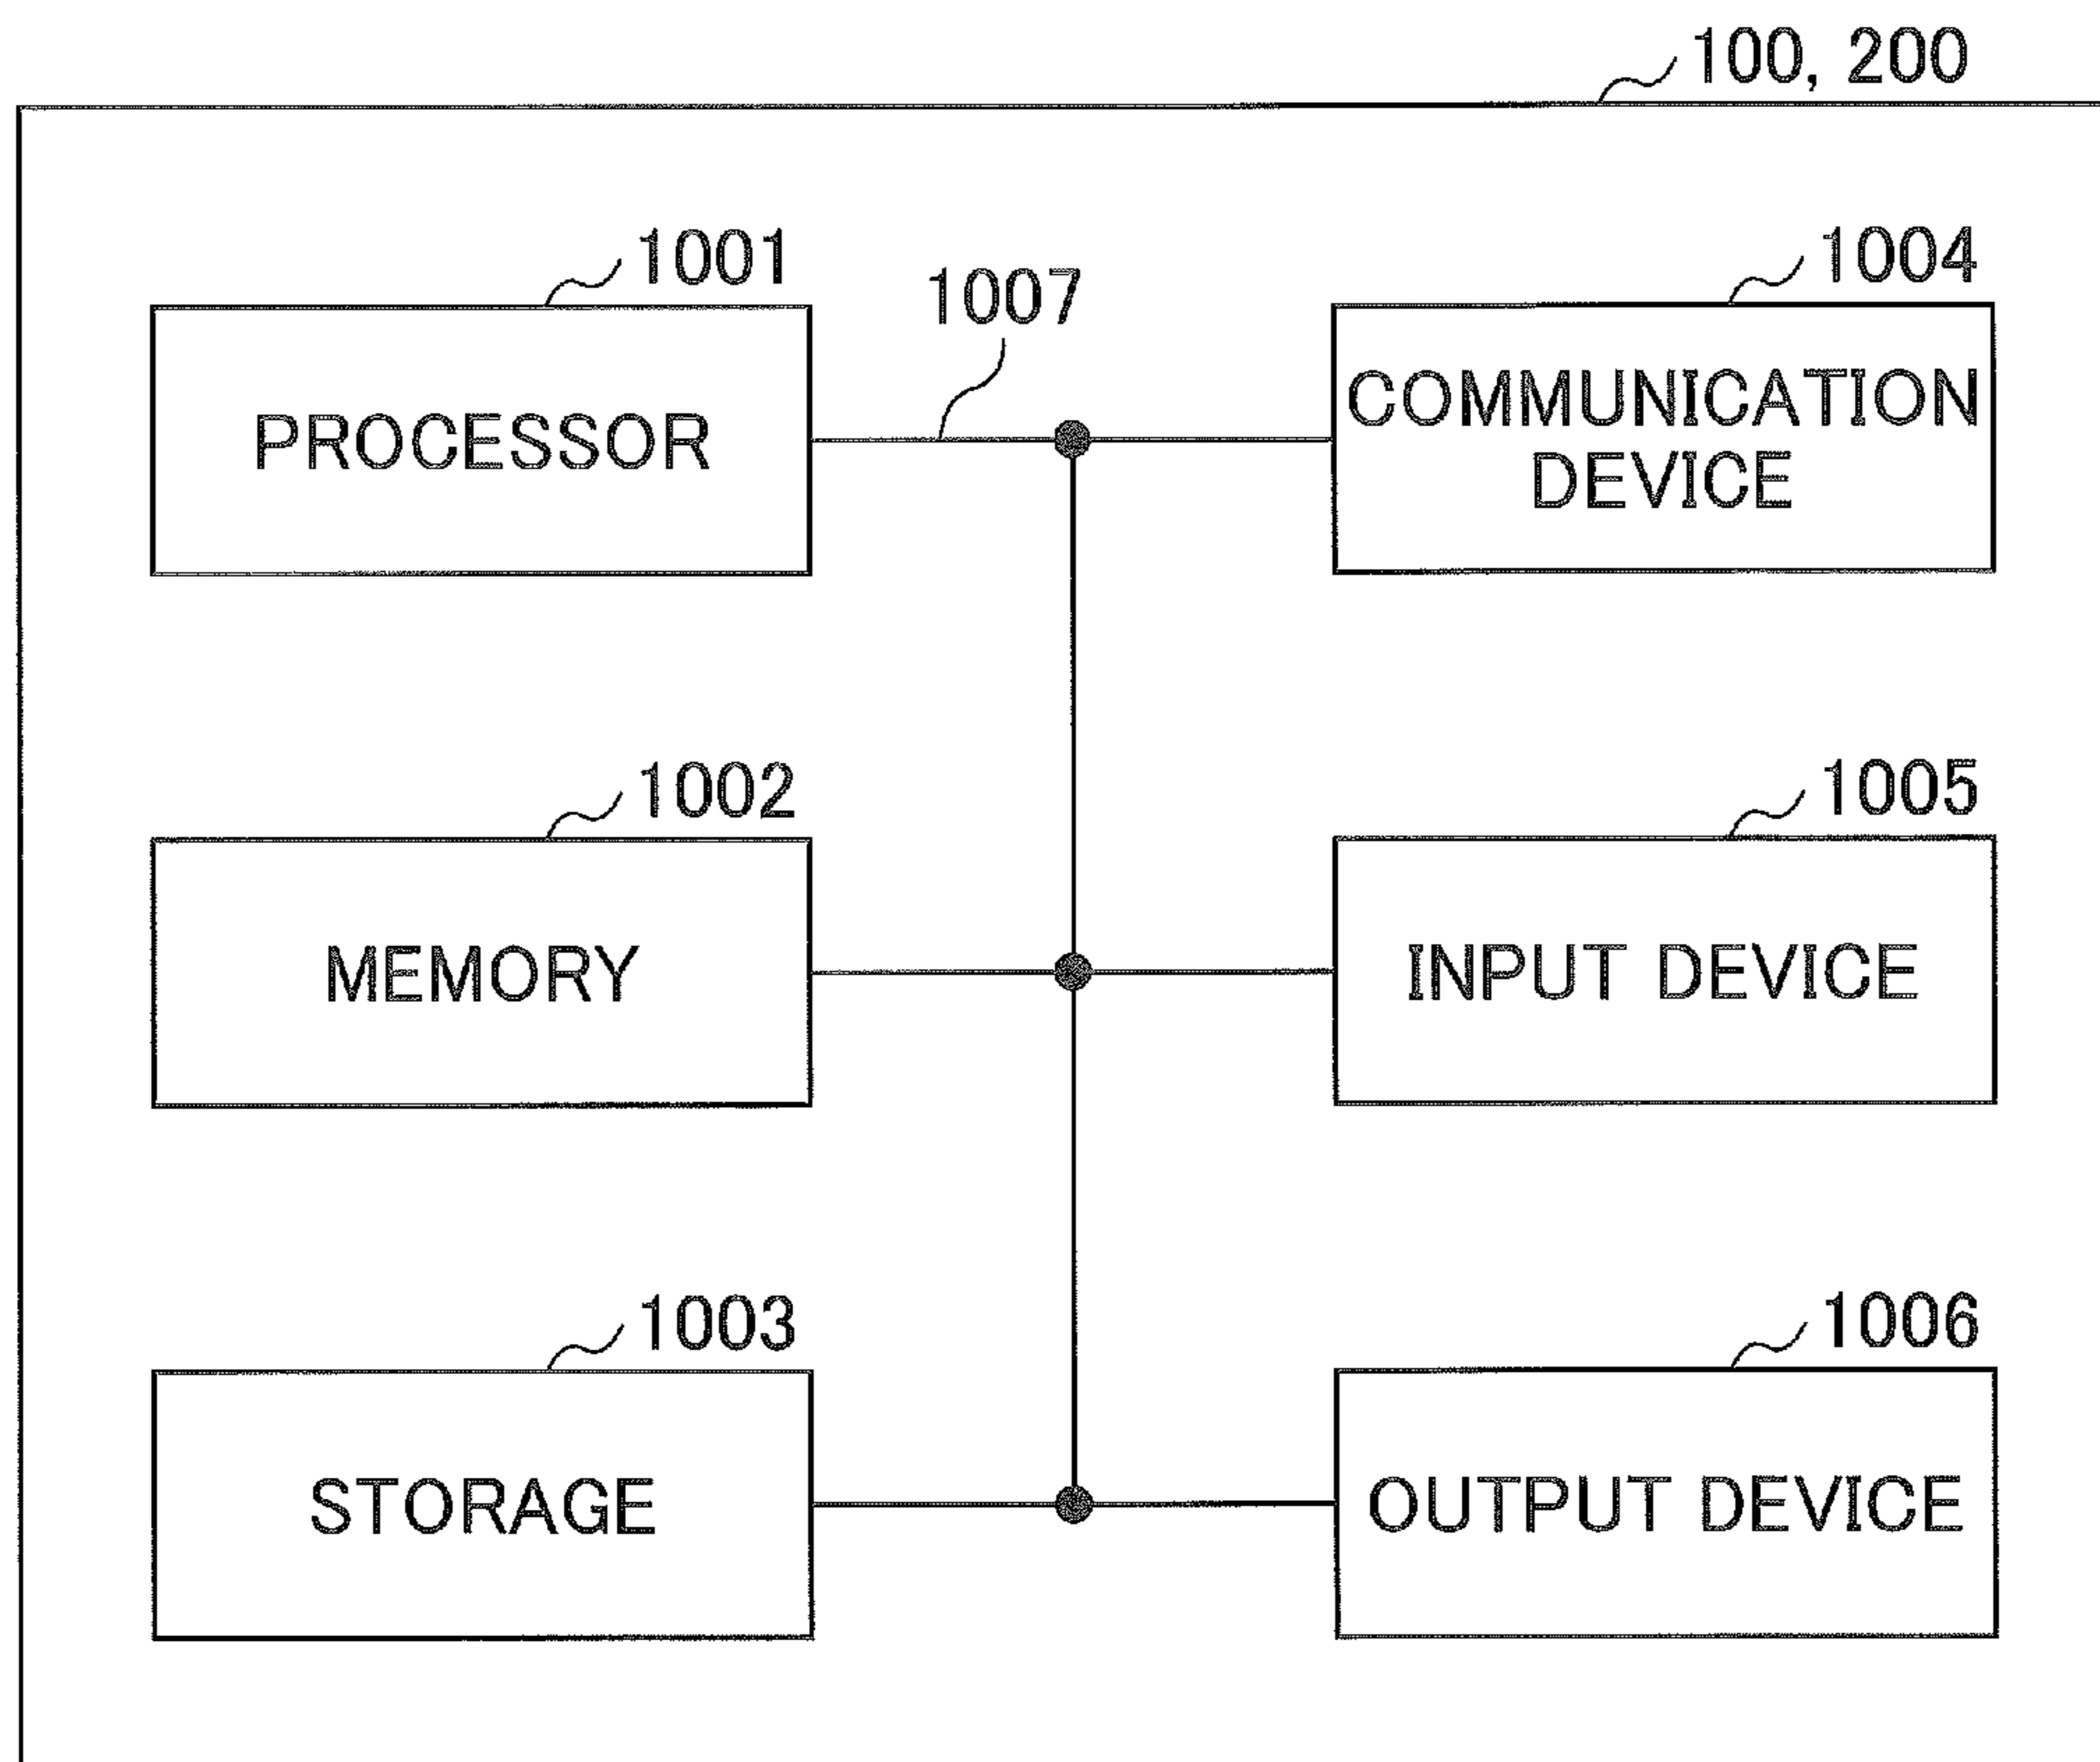 100, 200
1001
1007
1004
PROCESSOR
COMMUNICATION
DEVICE
1002
1005
MEMORY
INPUT DEVICE
1003
1006
STORAGE
OUTPUT DEVICE